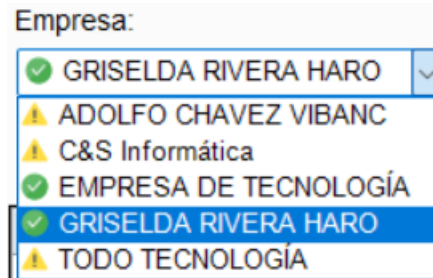 Empresa:
GRISELDA RIVERA HARO
ADOLFO CHAVEZ VIBANC
C&S Informática
EMPRESA DE TECNOLOGÍA
GRISELDA RIVERA HARO
TODO TECNOLOGÍA